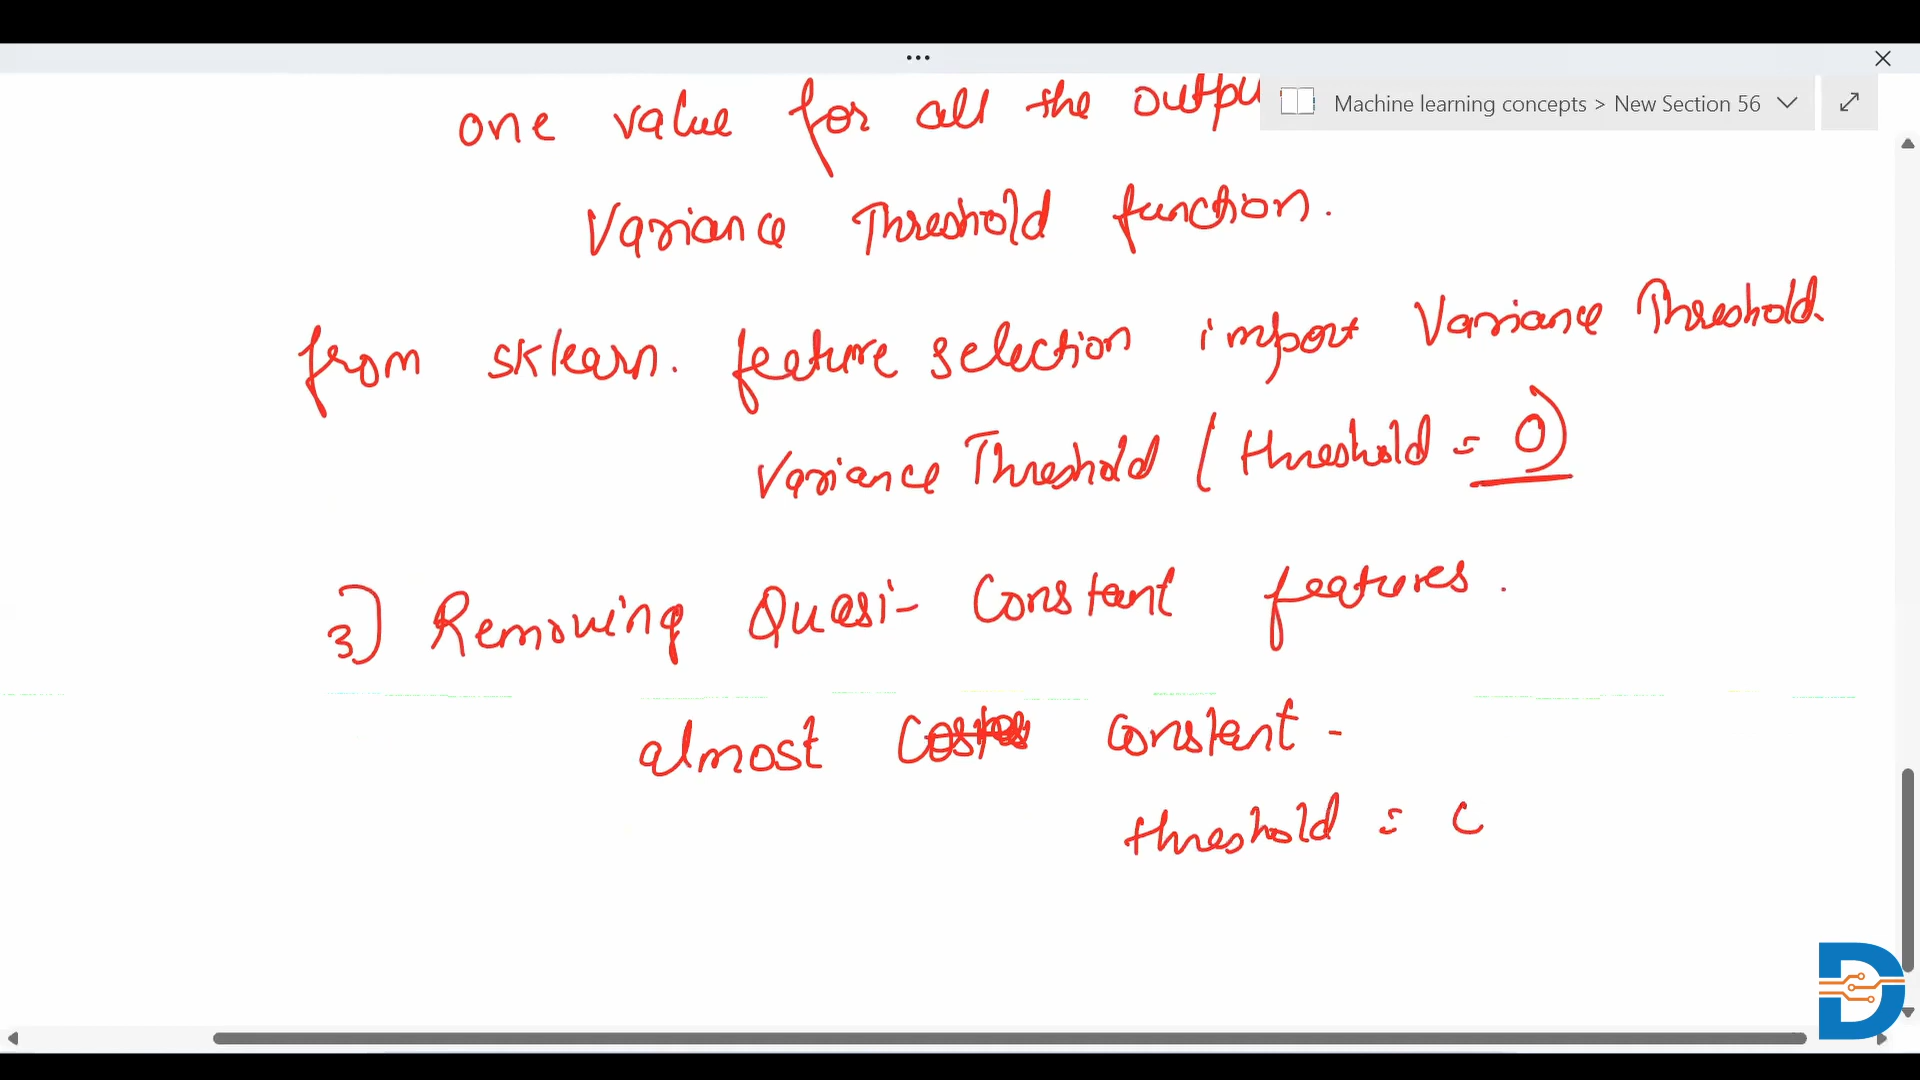 Machine learning concepts > New Section 56
one value for all the outpu
Variance Threshold function.
from sklearn. feature selection import Variance Threshold.
Variance Threshold ( threshold = 0)
3) Removing Quasi- Constant features.
almost constant -
threshold =